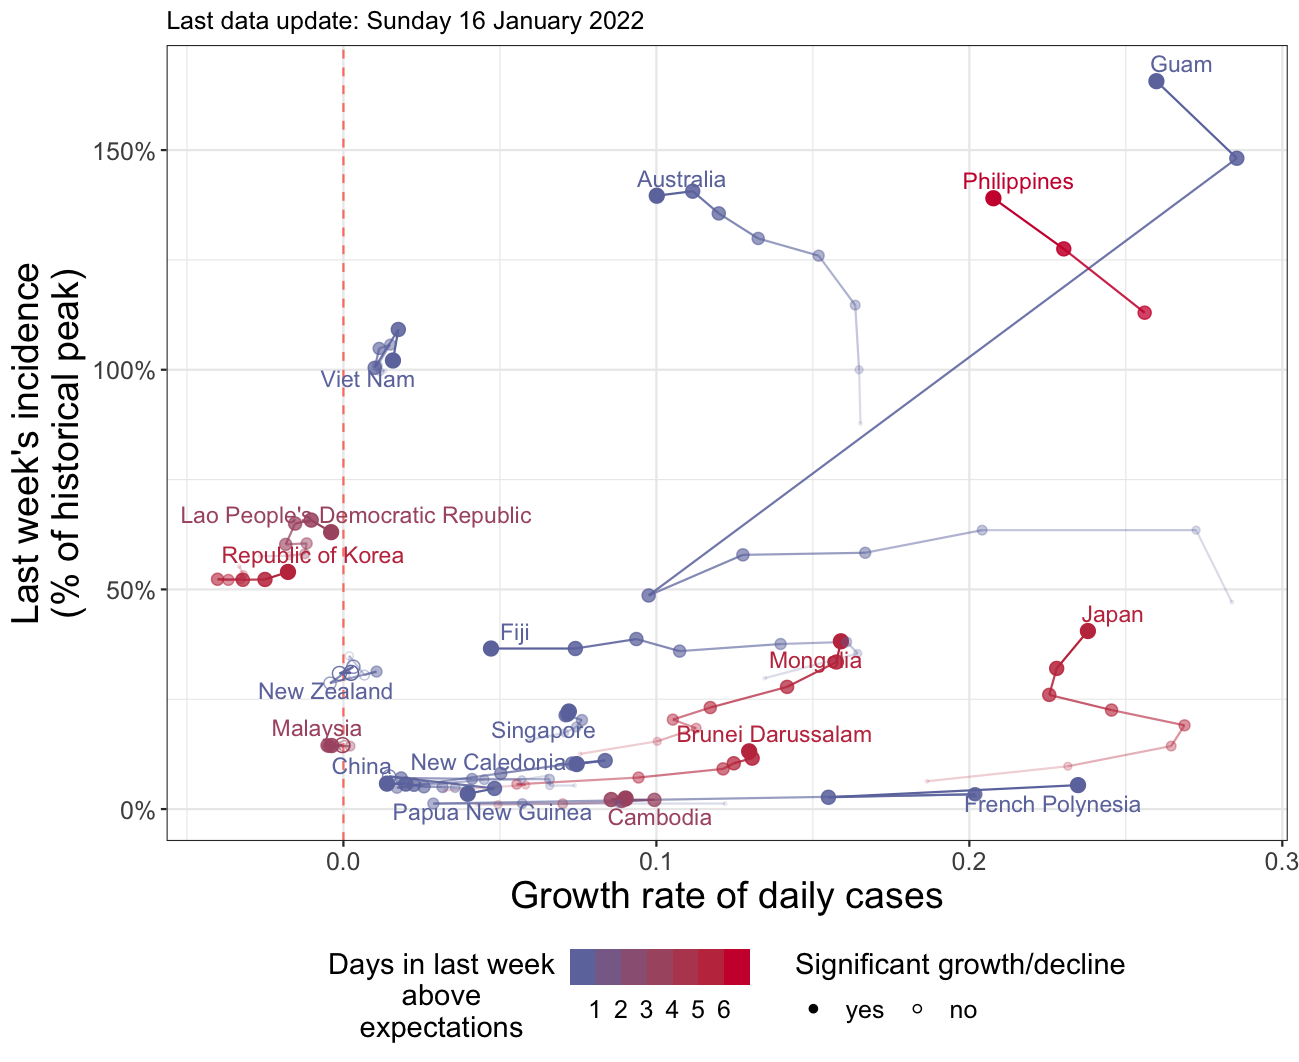 Last data update: Sunday 16 January 2022
Guam
150%
Australia
Philippines
Last week's incidence
(% of historical peak)
100%
Viet Nam
Lao People's Democratic Republic
Republic of Korea
50%
Fiji
Japan
Mongolia
New Zealand
Malaysia
Singapore
Brunei Darussalam
China
New Caledonia
0%
Papua New Guinea
Cambodia
French Polynesia
0.0
0.1
0.2
0.3
Growth rate of daily cases
Days in last week
above
expectations
1 2 3 4 5 6
Significant growth/decline
yes
no